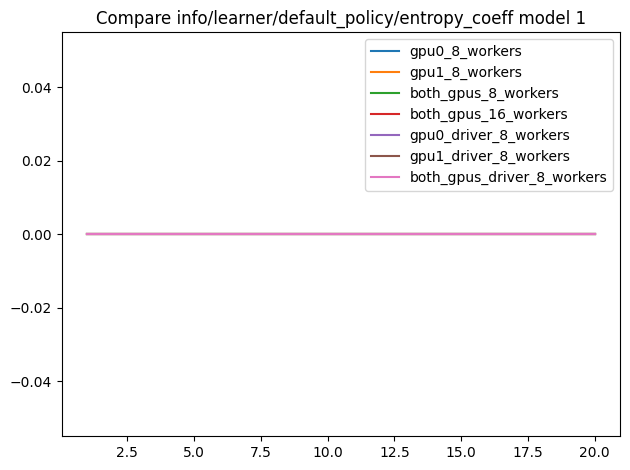 Compare info/learner/default_policy/entropy_coeff model 1
gpu0_8_workers
gpu1_8_workers
both_gpus_8_workers
both_gpus_16_workers
gpu0_driver_8_workers
gpu1_driver_8_workers
both_gpus_driver_8_workers
0.04
0.02
0.00
−0.02
−0.04
2.5 5.0 7.5 10.0 12.5 15.0 17.5 20.0